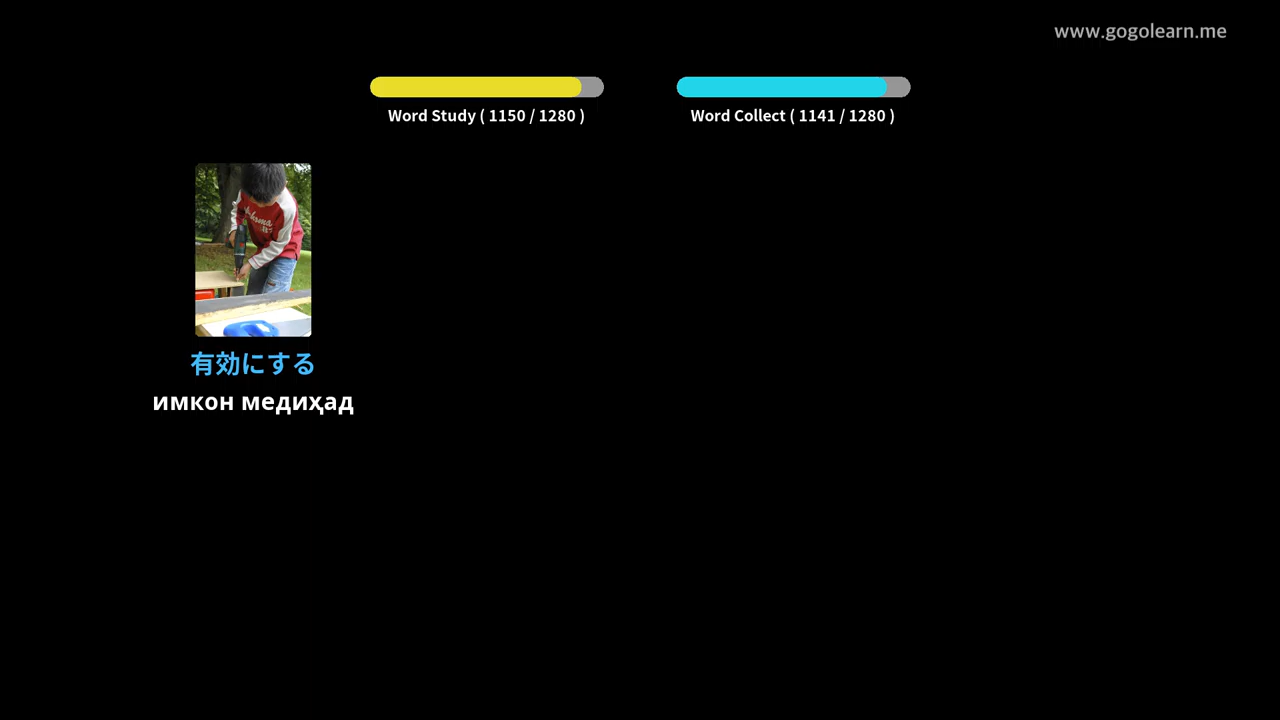 www.gogolearn.me
Word Study ( 1150 / 1280 )
Word Collect ( 1141 / 1280 )
有効にする
имкон медиҳад